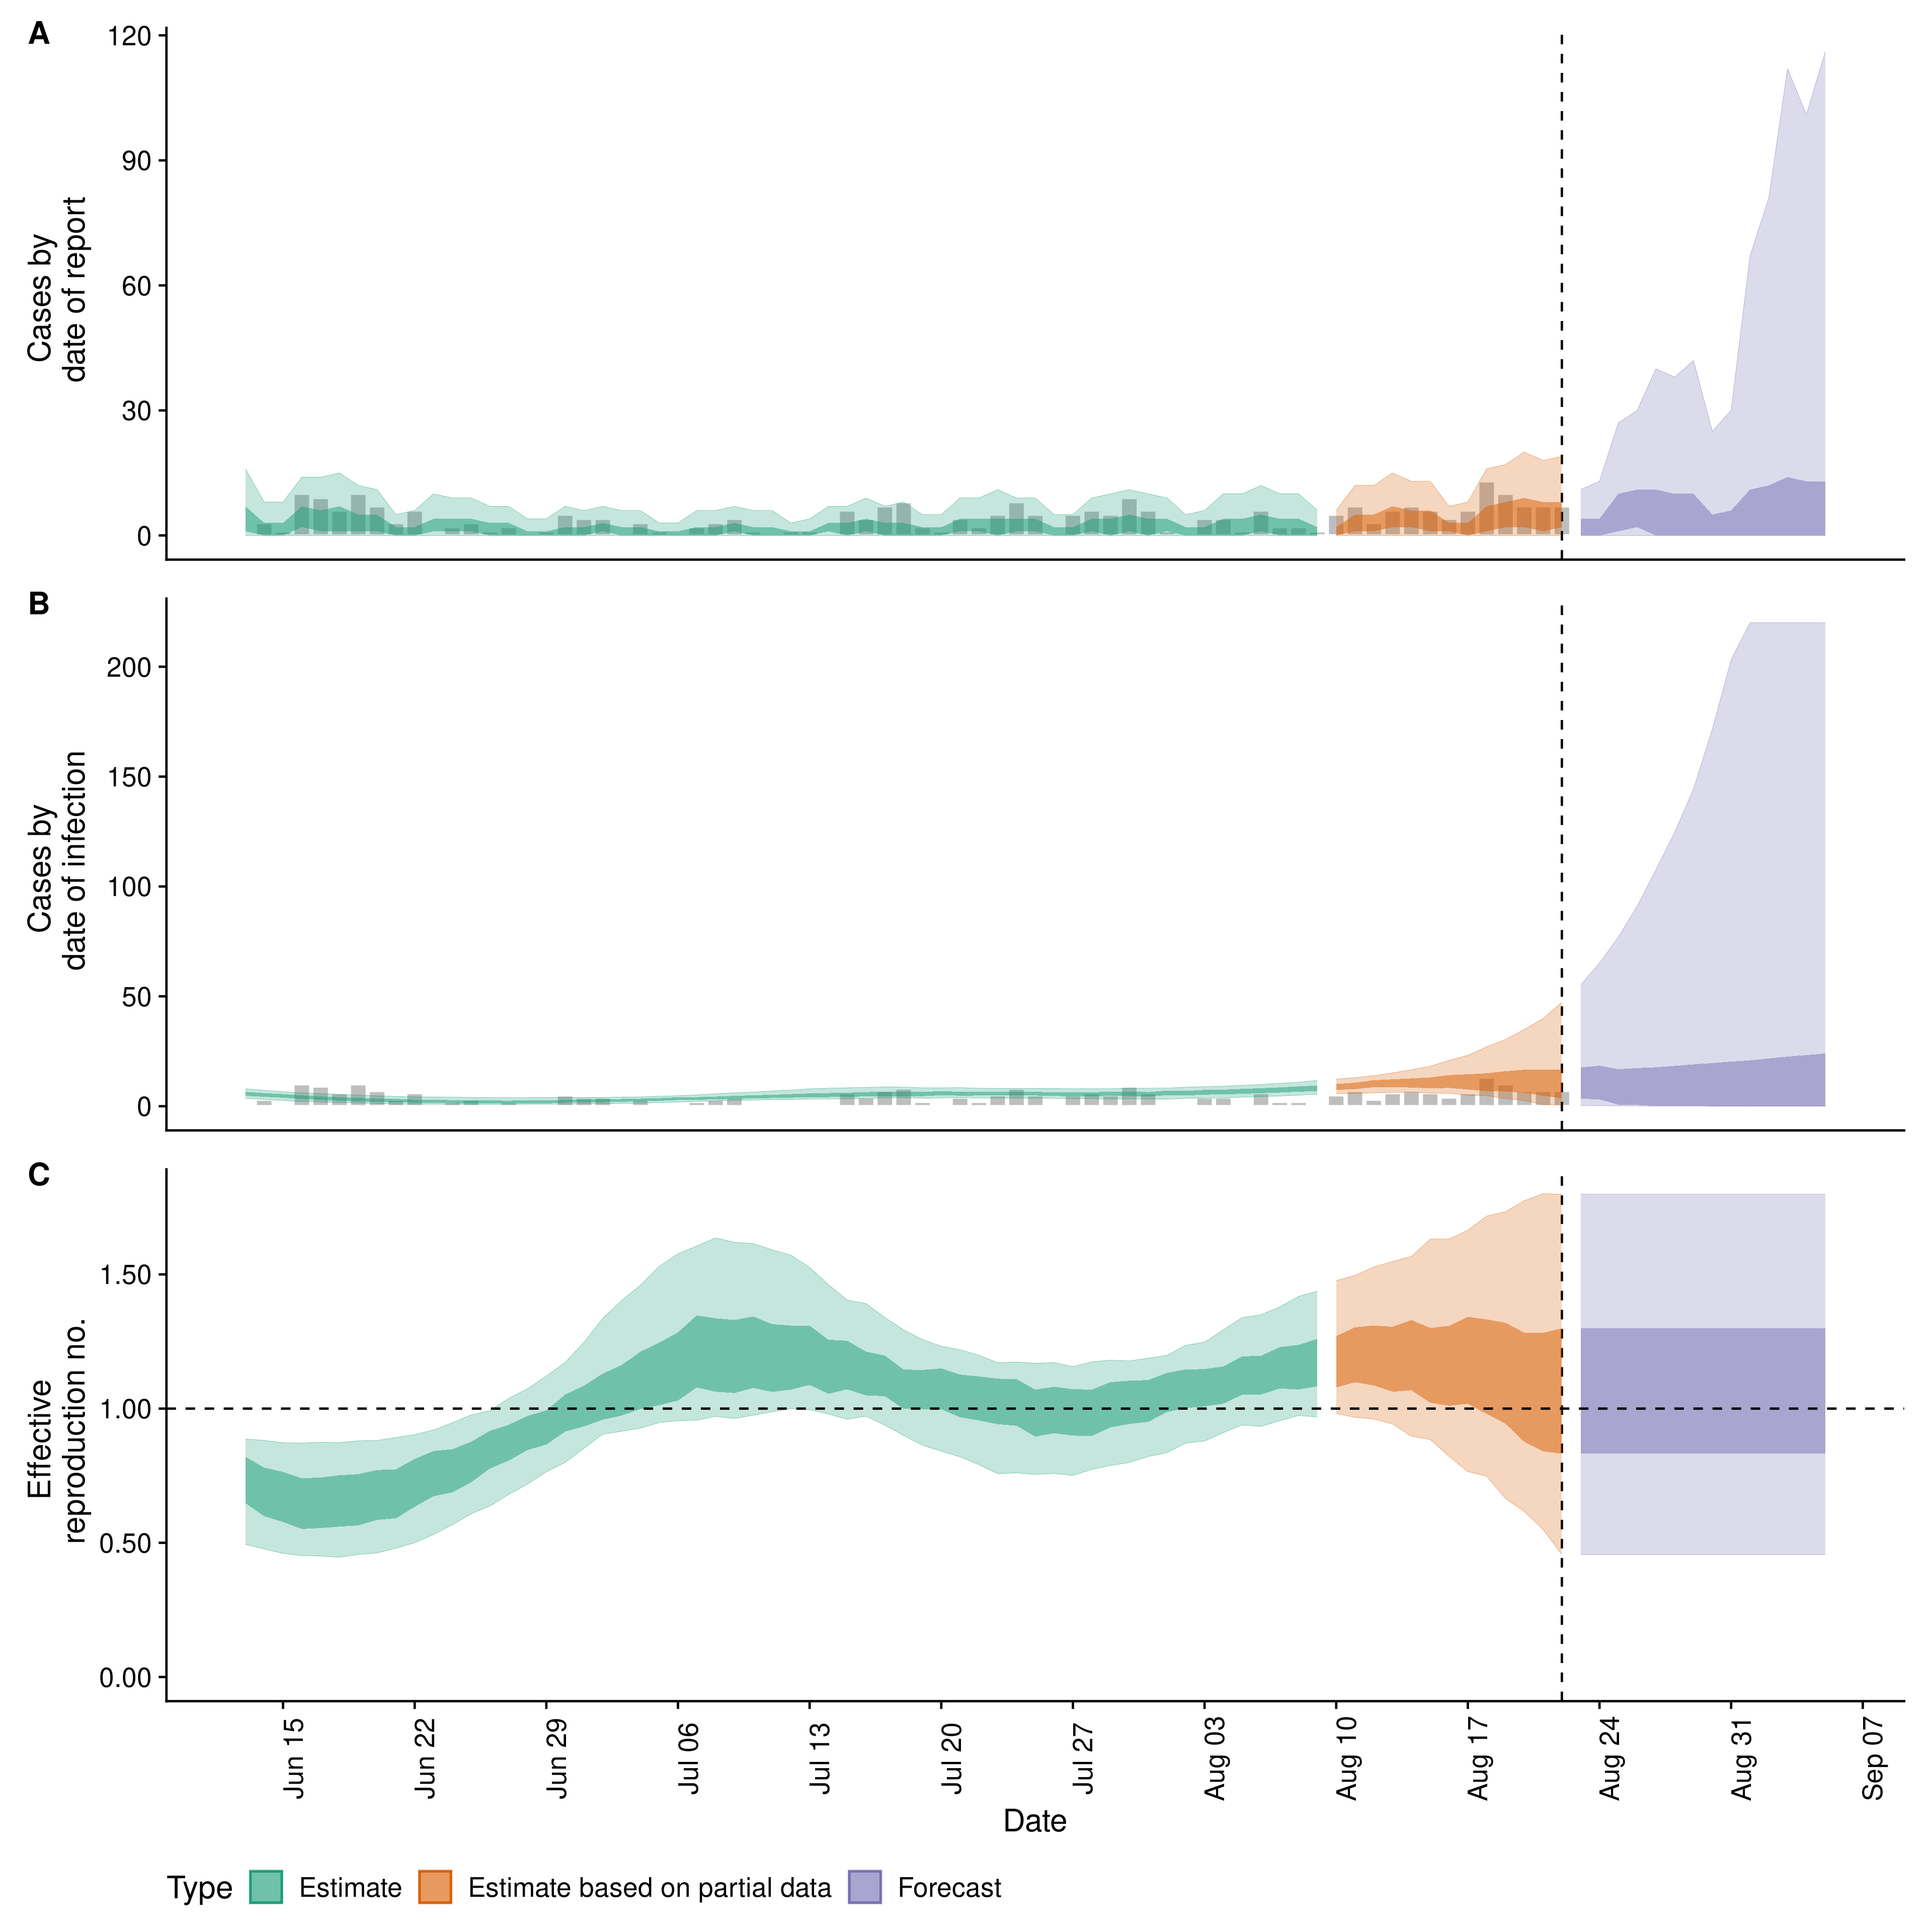 A
120
90
60
30
0
Cases by
date of report
B
200
150
100
50
0
Cases by
date of infection
C
1.50
1.00
0.50
0.00
Effective
reproduction no.
Jun 15
Jun 22
Jun 29
Jul 06
Jul 13
Jul 20
Jul 27
Aug 03
Aug 10
Aug 17
Aug 24
Aug 31
Sep 07
Date
Type Estimate Estimate based on partial data Forecast